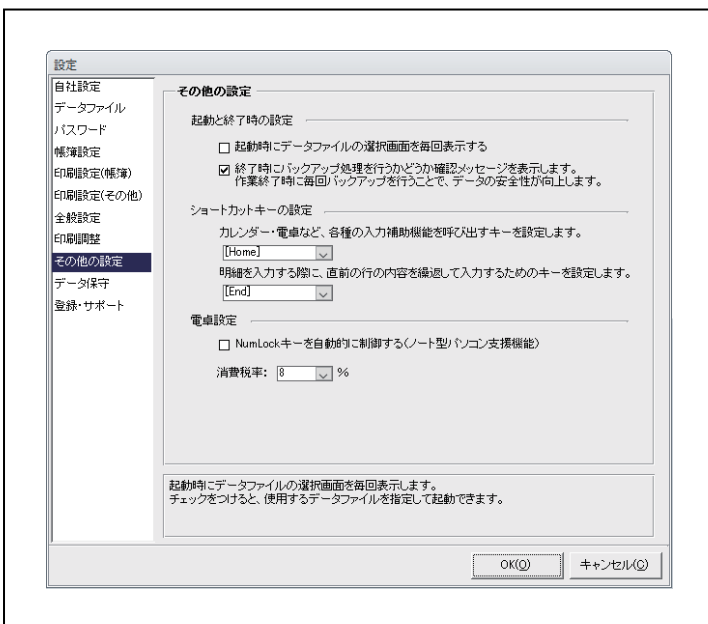 設定
自社設定
データファイル
パスワード
帳簿設定
印刷設定(帳簿)
印刷設定(その他)
全般設定
印刷調整
その他の設定
データ保守
登録・サポート
その他の設定
起動と終了時の設定
起動時にデータファイルの選択画面を毎回表示する
終了時にバックアップ処理を行うかどうか確認メッセージを表示します。
作業終了時に毎回バックアップを行うことで、データの安全性が向上します。
ショートカットキーの設定
カレンダー・電卓など、各種の入力補助機能を呼び出すキーを設定します。
[Home]
明細を入力する際に、直前の行の内容を繰返して入力するためのキーを設定します。
[End]
電卓設定
NumLockキーを自動的に制御する(ノート型パソコン支援機能)
消費税率: 8 %
起動時にデータファイルの選択画面を毎回表示します。
チェックをつけると、使用するデータファイルを指定して起動できます。
OK(O) キャンセル(C)